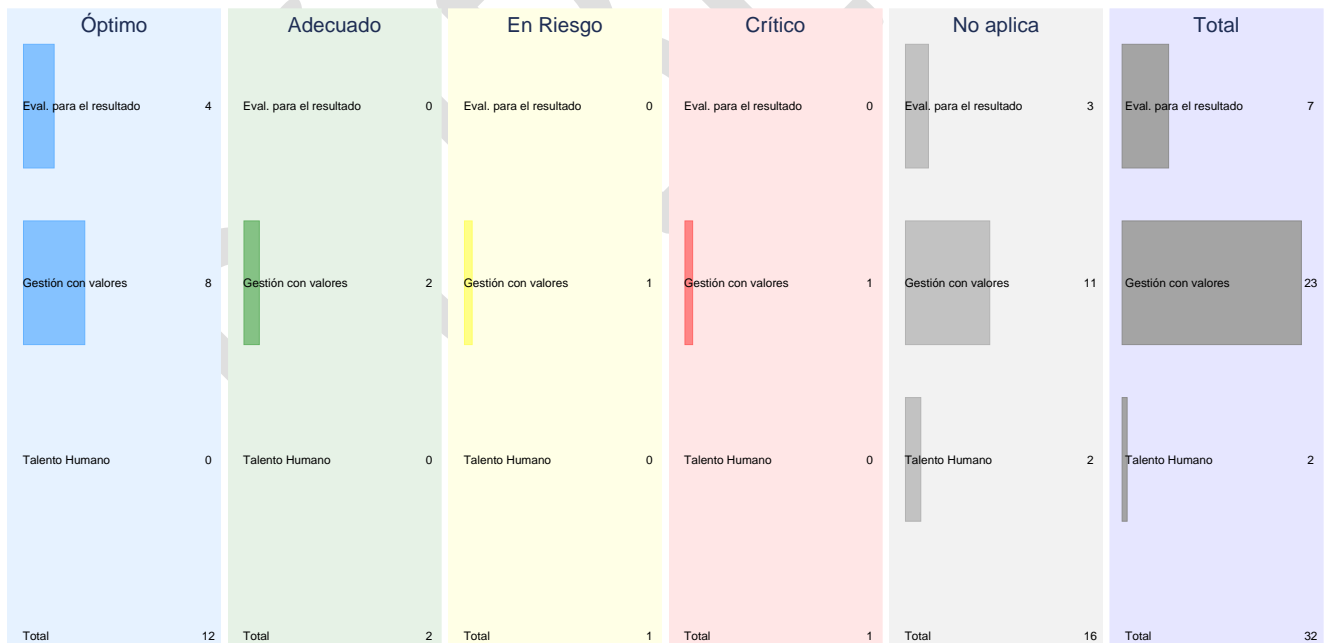 Óptimo Adecuado En Riesgo Crítico No aplica Total
Eval. para el resultado 4 Eval. para el resultado 0 Eval. para el resultado 0 Eval. para el resultado 0 Eval. para el resultado 3 Eval. para el resultado 7
Gestión con valores 8 Gestión con valores 2 Gestión con valores 1 Gestión con valores 1 Gestión con valores 11 Gestión con valores 23
Talento Humano 0 Talento Humano 0 Talento Humano 0 Talento Humano 0 Talento Humano 2 Talento Humano 2
Total 12 Total 2 Total 1 Total 1 Total 16 Total 32